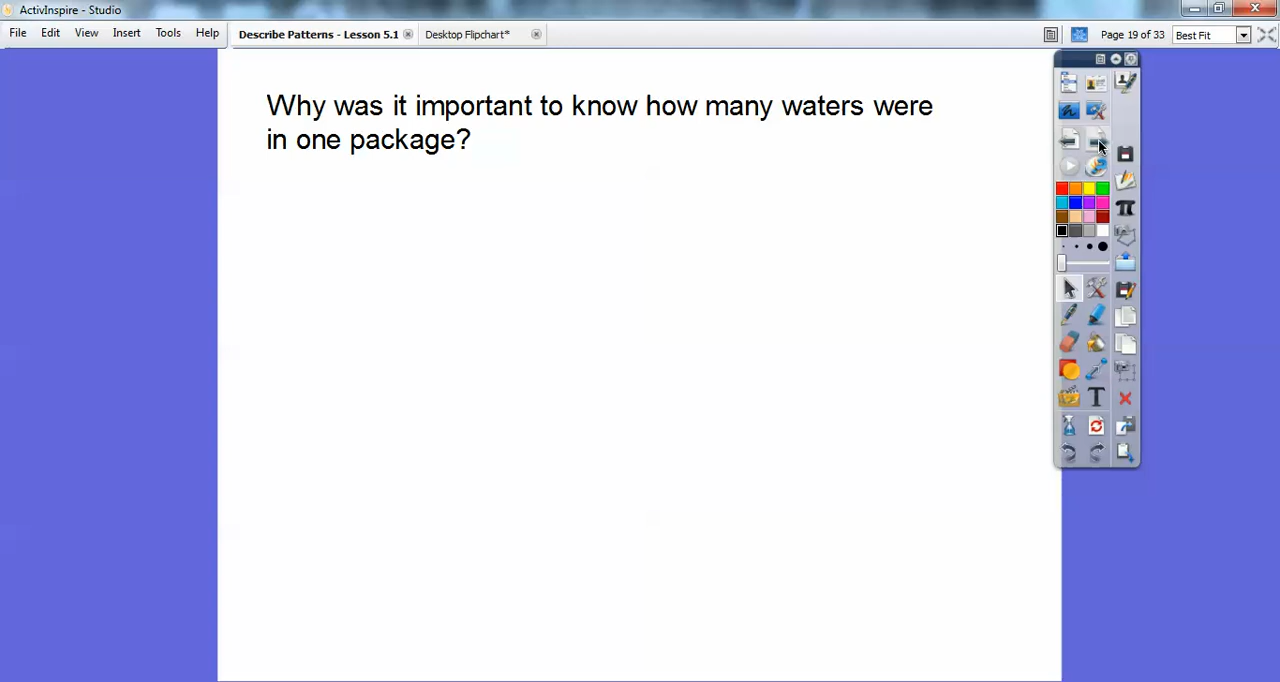 ActivInspire - Studio
File Edit View Insert Tools Help
Describe Patterns - Lesson 5.1 Desktop Flipchart*
Page 19 of 33 Best Fit
Why was it important to know how many waters were
in one package?